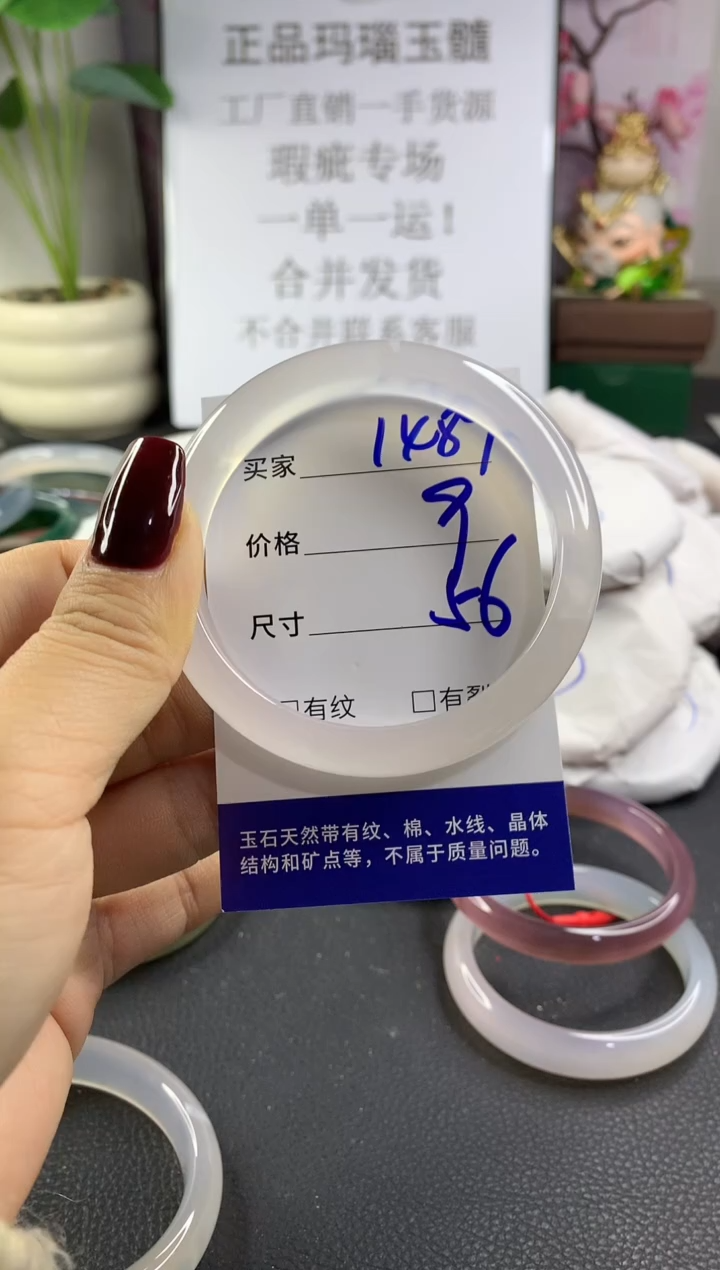 正品玛瑙玉髓
工厂直销一手货源
瑕疵专场
一单一运！
合并发货
不合并联系客服
买家 1487
价格 9
尺寸 56
□有纹 □有裂
玉石天然带有纹、棉、水线、晶体
结构和矿点等，不属于质量问题。